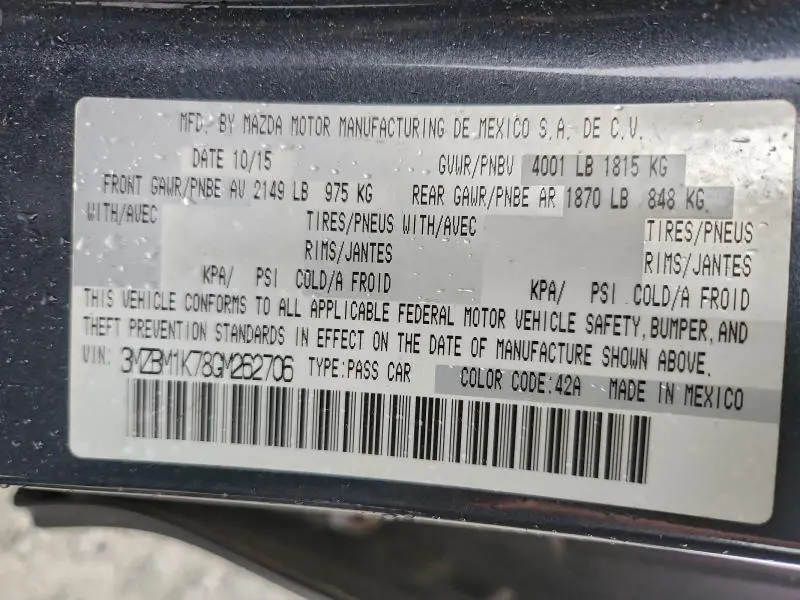 MFD. BY MAZDA MOTOR MANUFACTURING DE MEXICO S.A. DE C.V.
DATE 10/15 GVWR/PNBV 4001 LB 1815 KG
FRONT GAWR/PNBE AV 2149 LB 975 KG REAR GAWR/PNBE AR 1870 LB 848 KG
WITH/AVEC TIRES/PNEUS WITH/AVEC TIRES/PNEUS
RIMS/JANTES RIMS/JANTES
KPA/ PSI COLD/A FROID KPA/ PSI COLD/A FROID
THIS VEHICLE CONFORMS TO ALL APPLICABLE FEDERAL MOTOR VEHICLE SAFETY, BUMPER, AND
THEFT PREVENTION STANDARDS IN EFFECT ON THE DATE OF MANUFACTURE SHOWN ABOVE.
VIN: 3MZBM1K78GM262706 TYPE:PASS CAR COLOR CODE:42A MADE IN MEXICO